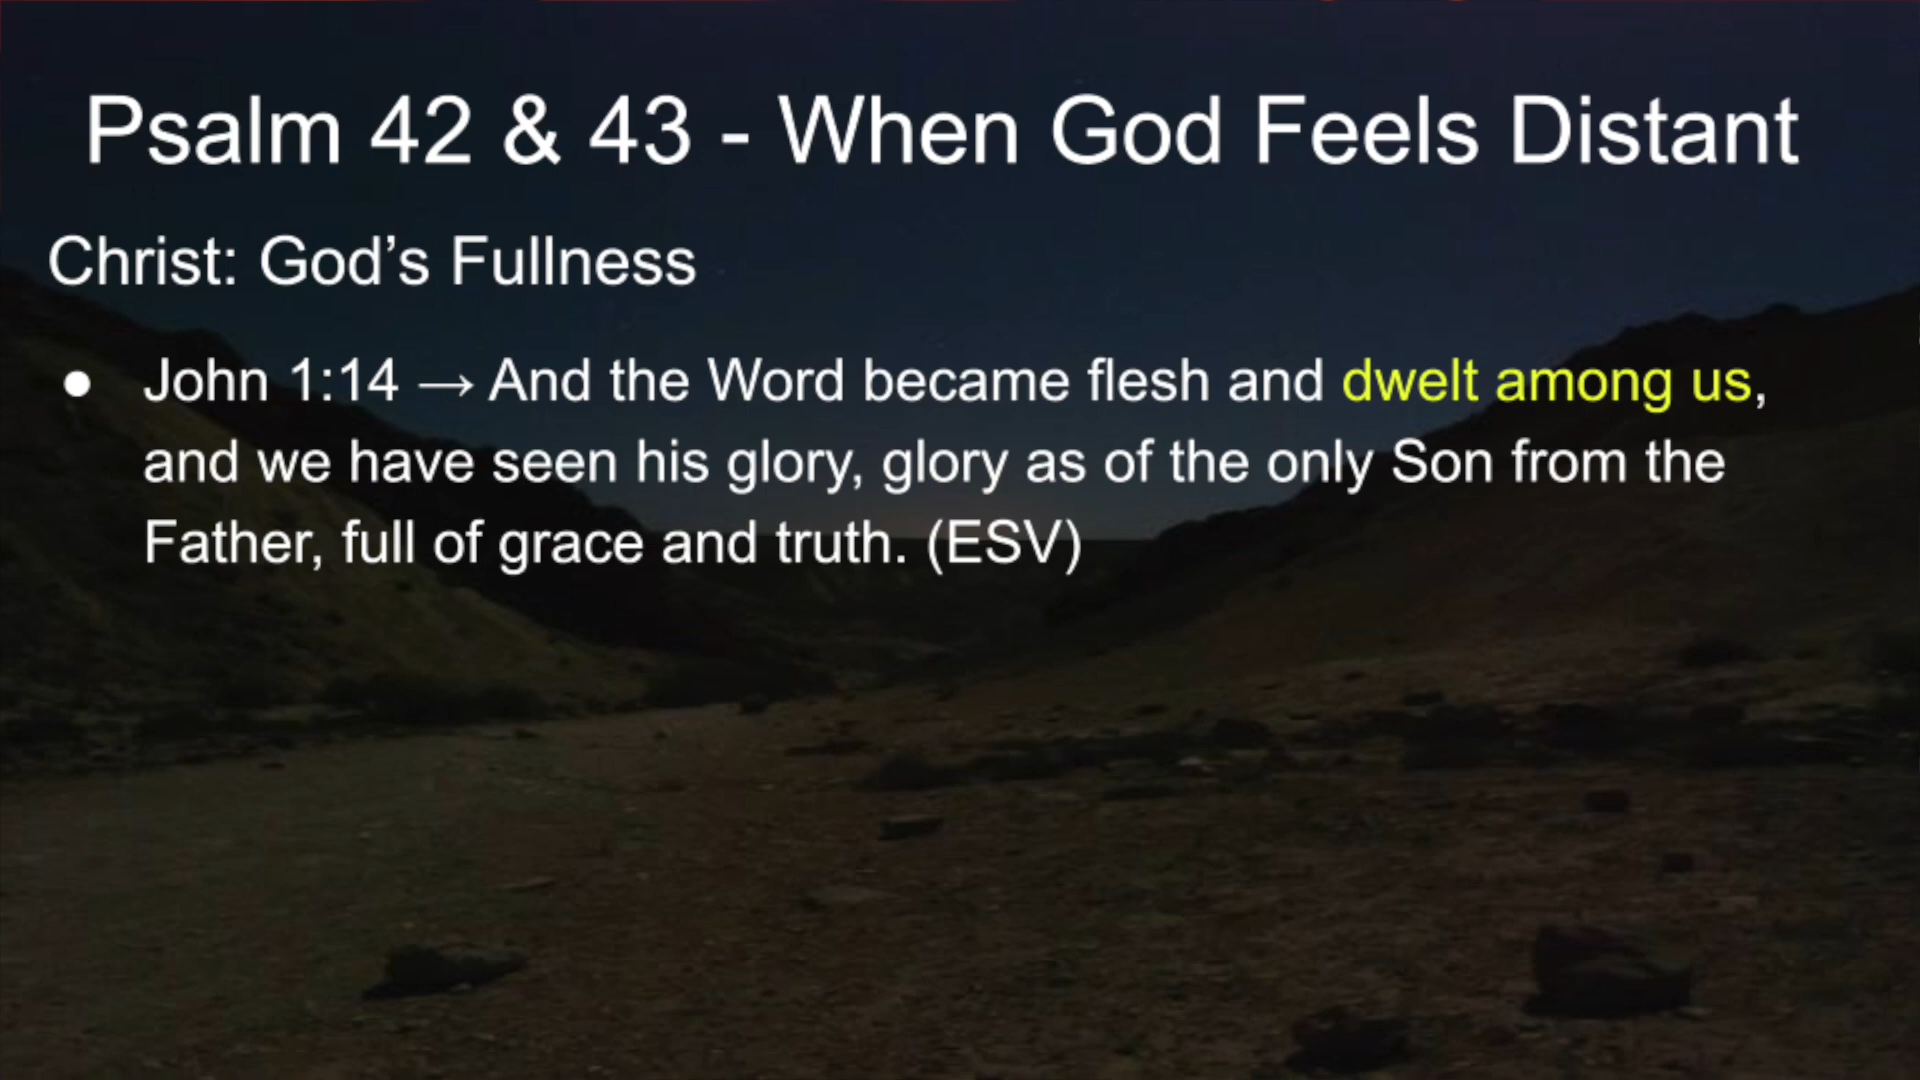 Psalm 42 & 43 - When God Feels Distant
Christ: God’s Fullness
● John 1:14 → And the Word became flesh and dwelt among us,
and we have seen his glory, glory as of the only Son from the
Father, full of grace and truth. (ESV)